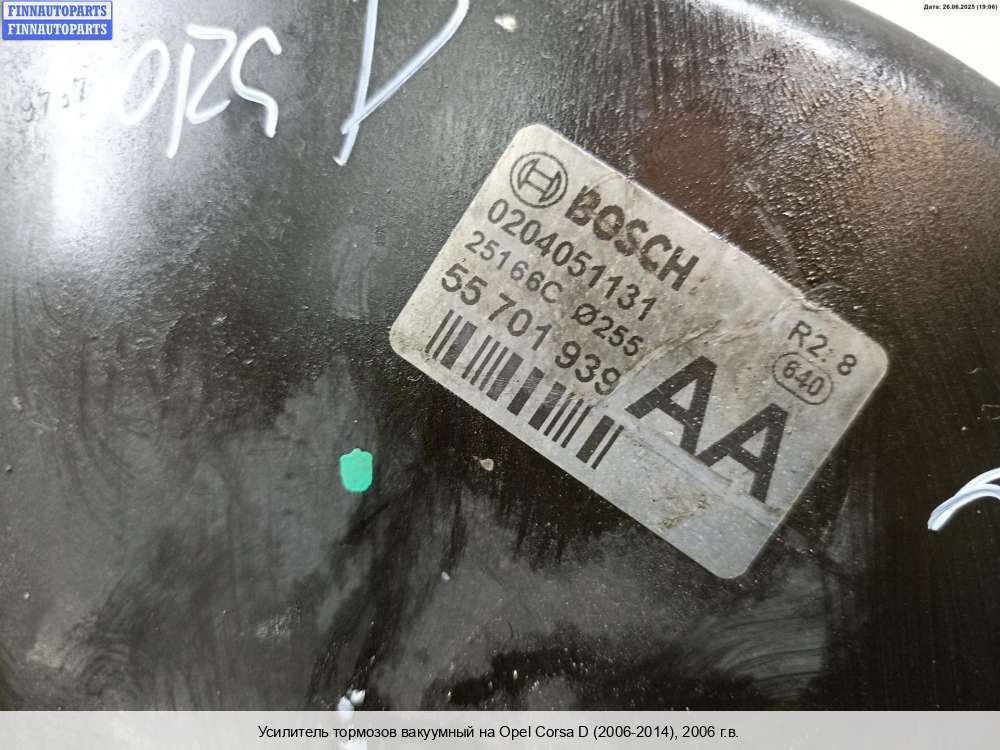 FINNAUTOPARTS
FINNAUTOPARTS
Дата: 26.06.2025 (19:06)
5210
BOSCH
0204051131
25166C Ø255
55 701 939
AA
R2: 8
640
Усилитель тормозов вакуумный на Opel Corsa D (2006-2014), 2006 г.в.